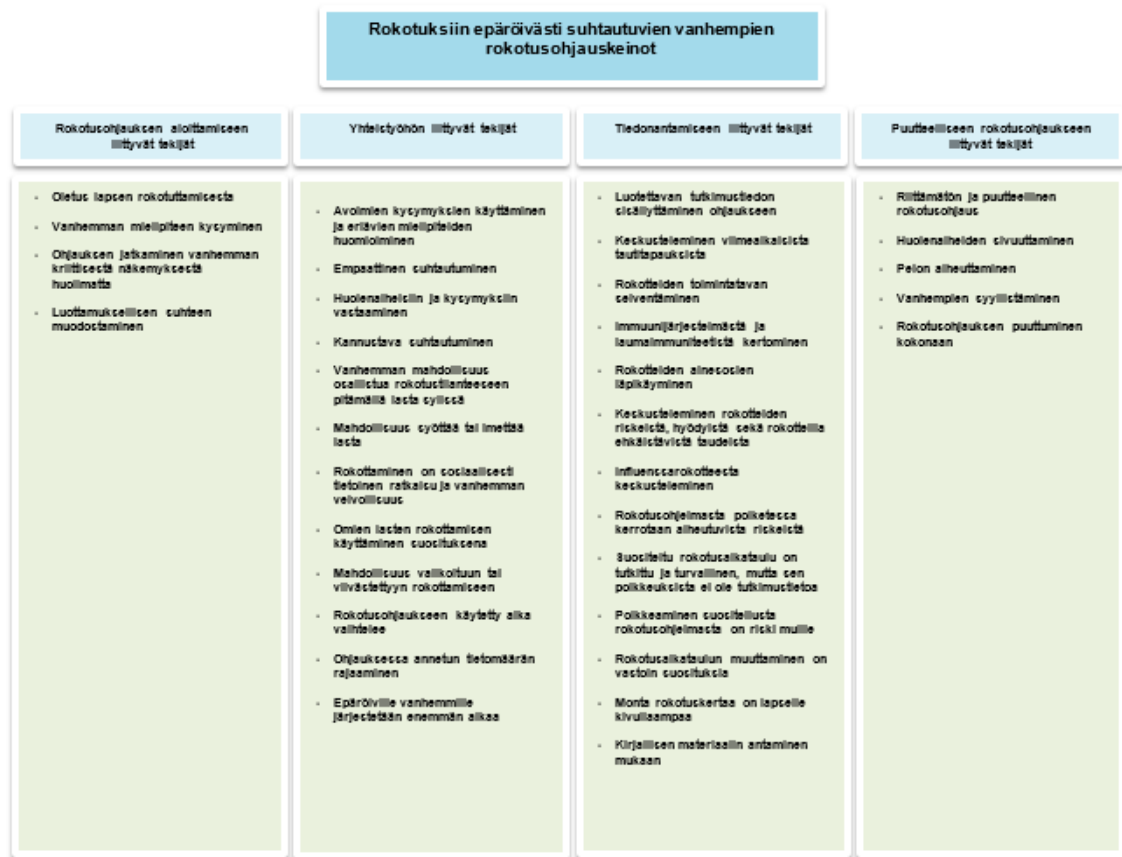 Rokotuksiin epäröivästi suhtautuvien vanhempien
rokotusohjauskeinot
Rokotusohjauksen aloittamiseen
liittyvät tekijät
- Oletus lapsen rokotuttamisesta
- Vanhemman mielipiteen kysyminen
- Ohjauksen jatkaminen vanhemman
kriittisestä näkemyksestä
huolimatta
- Luottamuksellisen suhteen
muodostaminen
Yhteistyöhön liittyvät tekijät
- Avoimien kysymyksien käyttäminen
ja eriävien mielipiteiden
huomioiminen
- Empaattinen suhtautuminen
- Huolenaiheisiin ja kysymyksiin
vastaaminen
- Kannustava suhtautuminen
- Vanhemman mahdollisuus
osallistua rokotustilanteeseen
pitämällä lasta sylissä
- Mahdollisuus syöttää tai imettää
lasta
- Rokottaminen on sosiaalisesti
tietoinen ratkaisu ja vanhemman
velvollisuus
- Omien lasten rokottamisen
käyttäminen suosituksena
- Mahdollisuus valikoituun tai
viivästettyyn rokottamiseen
- Rokotusohjaukseen käytetty aika
vaihtelee
- Ohjauksessa annetun tietomäärän
rajaaminen
- Epäröiville vanhemmille
järjestetään enemmän aikaa
Tiedonantamiseen liittyvät tekijät
- Luotettavan tutkimustiedon
sisällyttäminen ohjaukseen
- Keskusteleminen viimeaikaisista
tautitapauksista
- Rokotteiden toimintatavan
selventäminen
- Immuunijärjestelmästä ja
laumaimmuniteetistä kertominen
- Rokotteiden ainesosien
läpikäyminen
- Keskusteleminen rokotteiden
riskeistä, hyödyistä sekä rokotteilla
ehkäistävistä taudeista
- Influenssarokotteesta
keskusteleminen
- Rokotusohjelmasta poiketessa
kerrotaan aiheutuvista riskeistä
- Suositeltu rokotusaikataulu on
tutkittu ja turvallinen, mutta sen
poikkeuksista ei ole tutkimustietoa
- Poikkeaminen suositellusta
rokotusohjelmasta on riski muille
- Rokotusaikataulun muuttaminen on
vastoin suosituksia
- Monta rokotuskertaa on lapselle
kivuliaampaa
- Kirjallisen materiaalin antaminen
mukaan
Puutteelliseen rokotusohjaukseen
liittyvät tekijät
- Riittämätön ja puutteellinen
rokotusohjaus
- Huolenaiheiden sivuuttaminen
- Pelon aiheuttaminen
- Vanhempien syyllistäminen
- Rokotusohjauksen puuttuminen
kokonaan